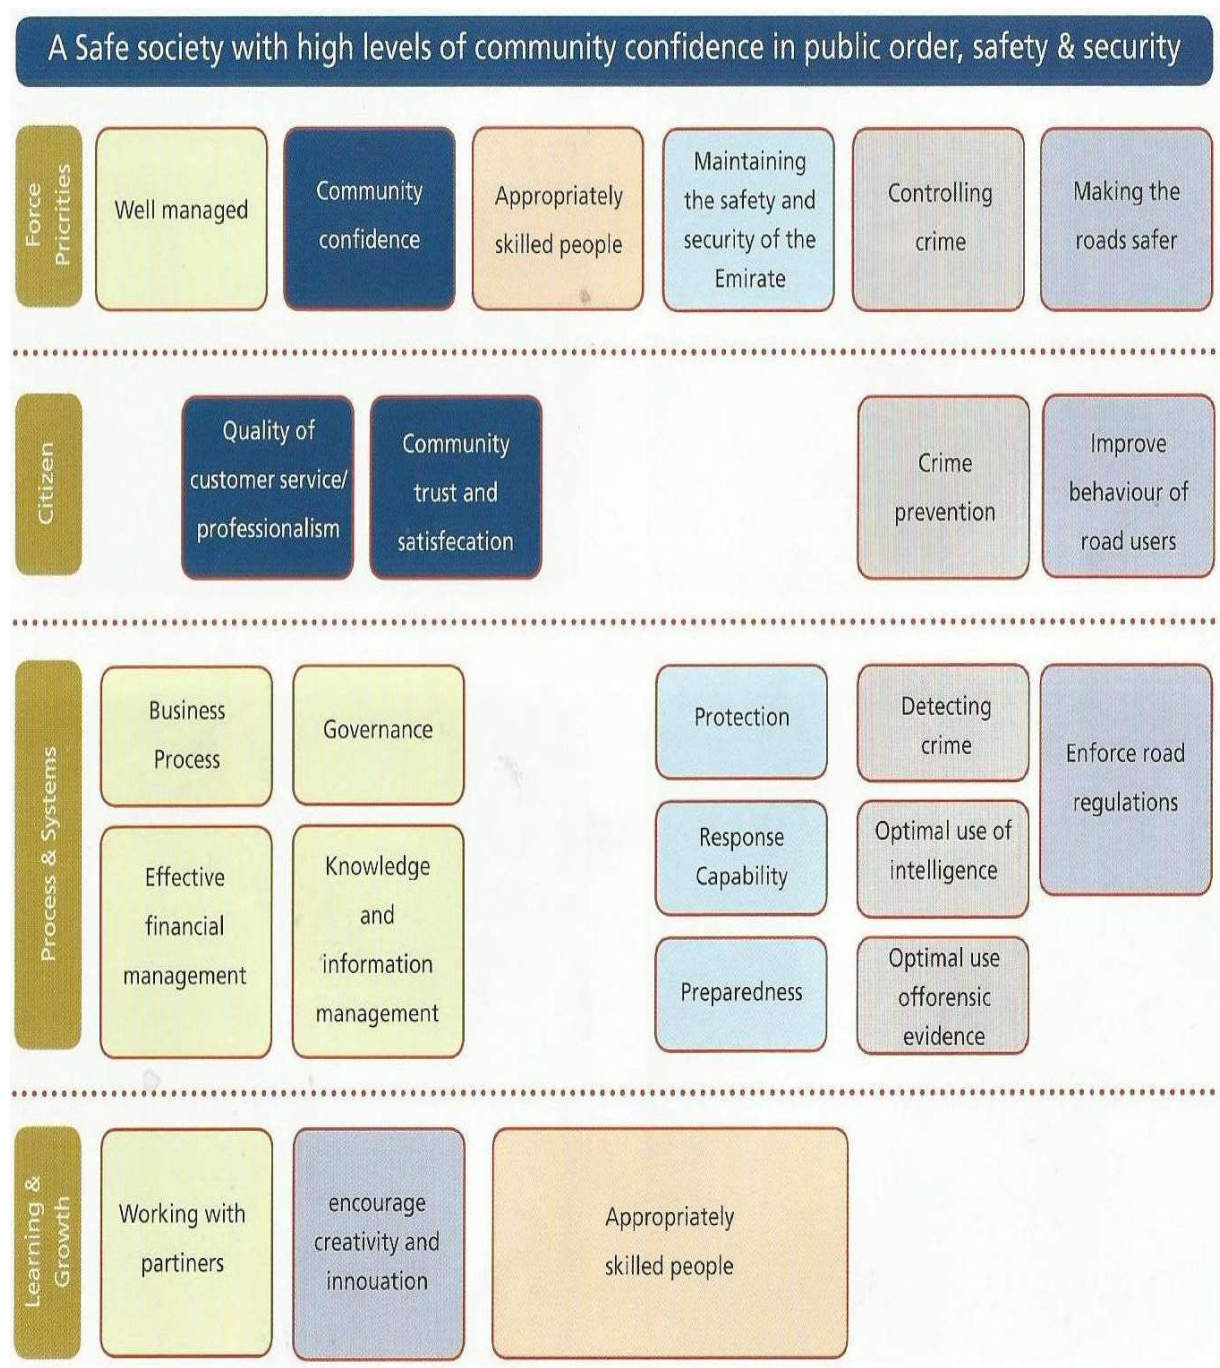 A Safe society with high levels of community confidence in public order, safety & security
Force
Pricrities
Well managed
Community
confidence
Appropriately
skilled people
Maintaining
the safety and
security of the
Emirate
Controlling
crime
Making the
roads safer
Citizen
Quality of
customer service/
professionalism
Community
trust and
satisfecation
Crime
prevention
Improve
behaviour of
road users
Process & Systems
Business
Process
Governance
Effective
financial
management
Knowledge
and
information
management
Protection
Response
Capability
Preparedness
Detecting
crime
Optimal use of
intelligence
Optimal use
offorensic
evidence
Enforce road
regulations
Learning &
Growth
Working with
partiners
encourage
creativity and
innouation
Appropriately
skilled people